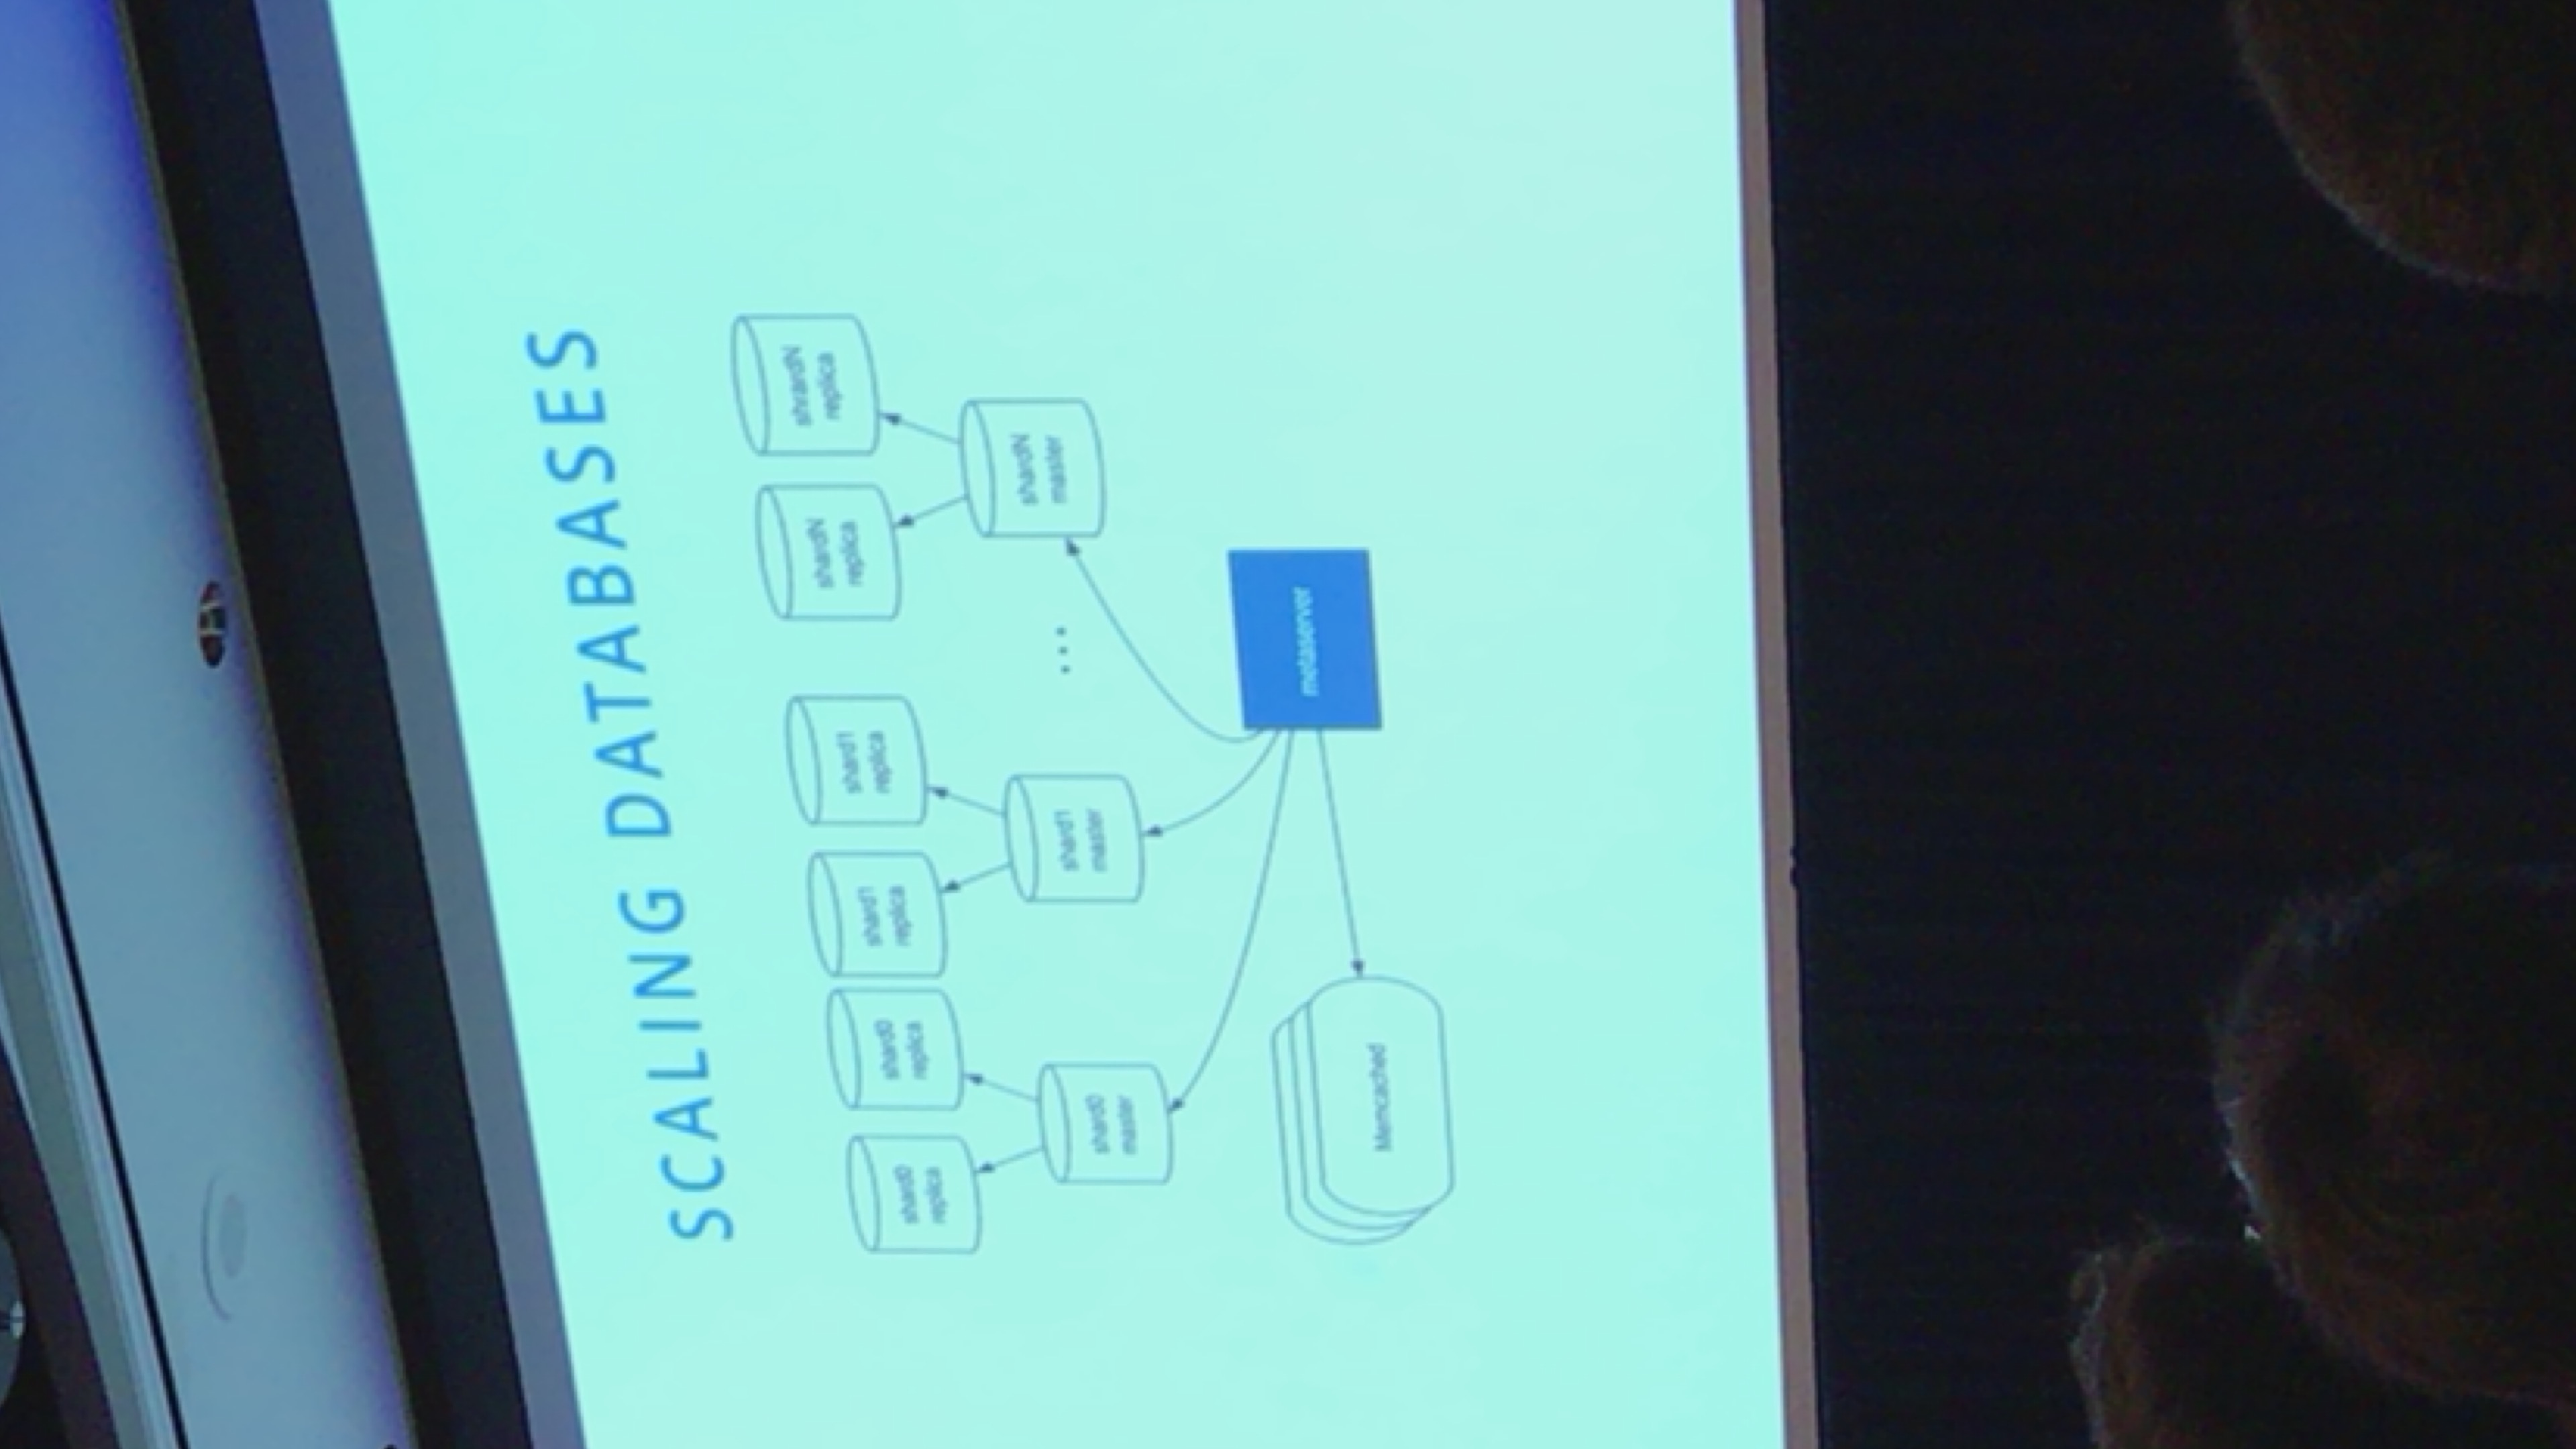 SCALING DATABASES
shard0
replica
shard0
replica
shard1
replica
shard1
replica
shardN
replica
shrardN
replica
shard0
master
shard1
master
...
shardN
master
metaserver
Memcached